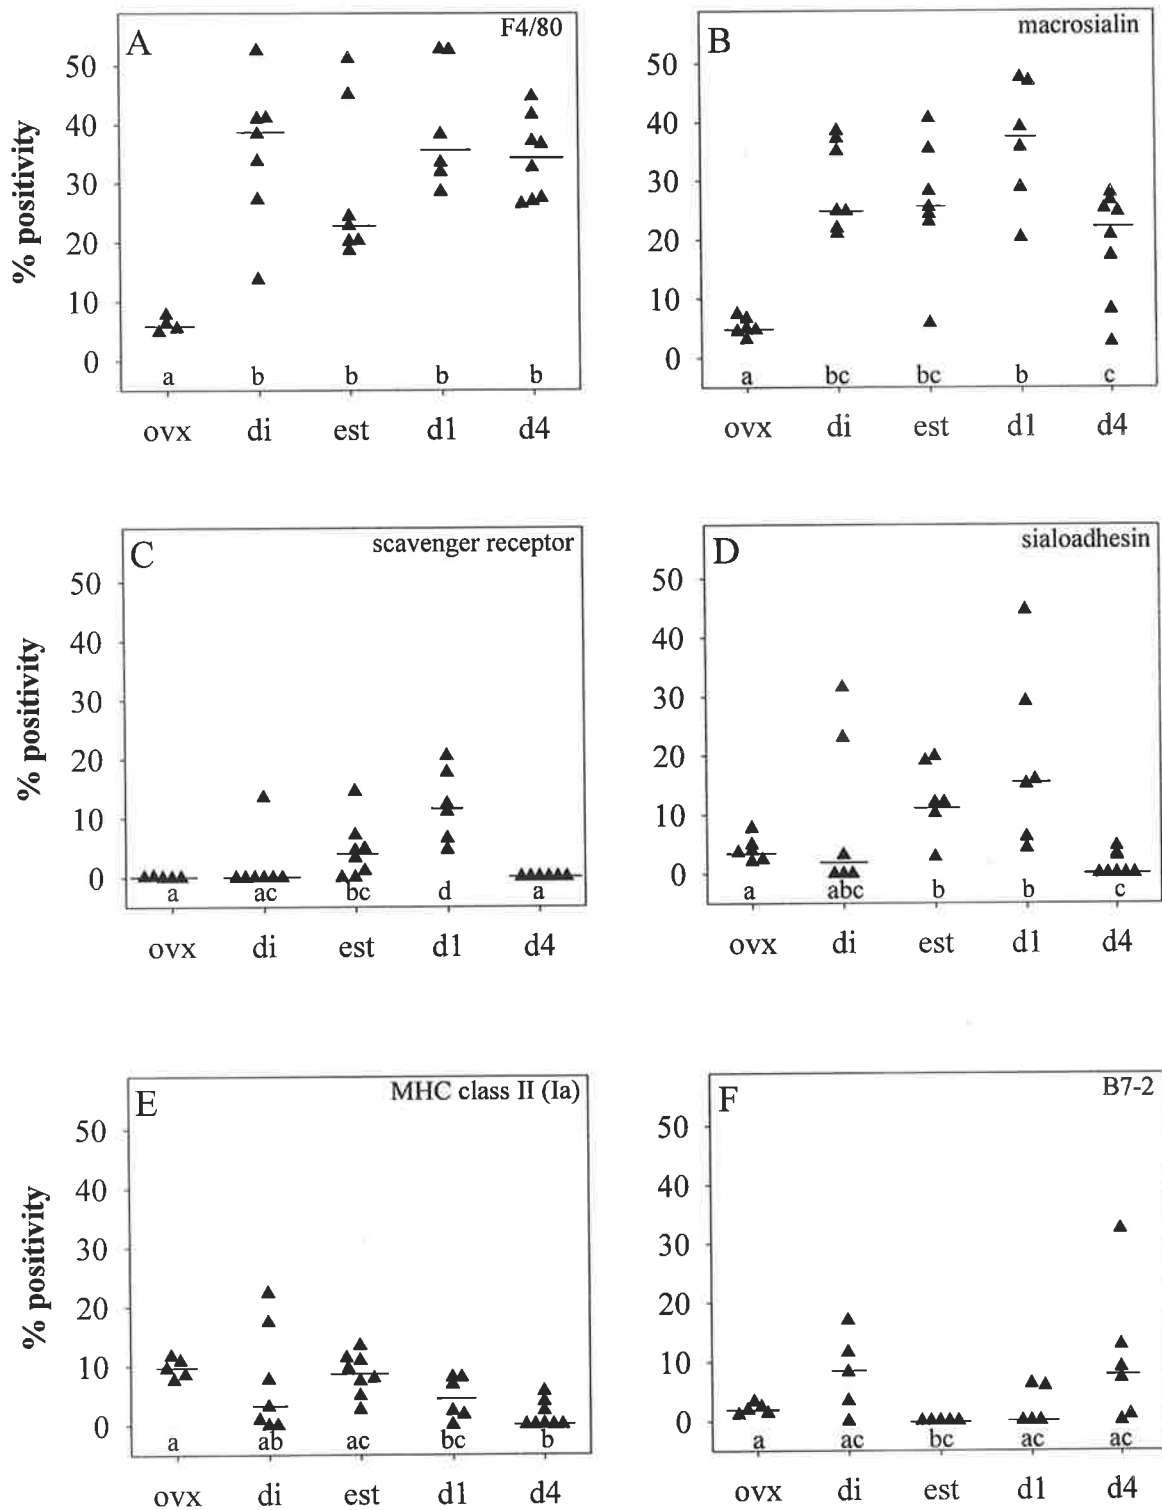 A
F4/80
% positivity
50
40
30
20
10
0
a b b b b
ovx di est d1 d4
B
macrosialin
50
40
30
20
10
0
a bc bc b c
ovx di est d1 d4
C
scavenger receptor
% positivity
50
40
30
20
10
0
a ac bc d a
ovx di est d1 d4
D
sialoadhesin
50
40
30
20
10
0
a abc b b c
ovx di est d1 d4
E
MHC class II (Ia)
% positivity
50
40
30
20
10
0
a ab ac bc b
ovx di est d1 d4
F
B7-2
50
40
30
20
10
0
a ac bc ac ac
ovx di est d1 d4